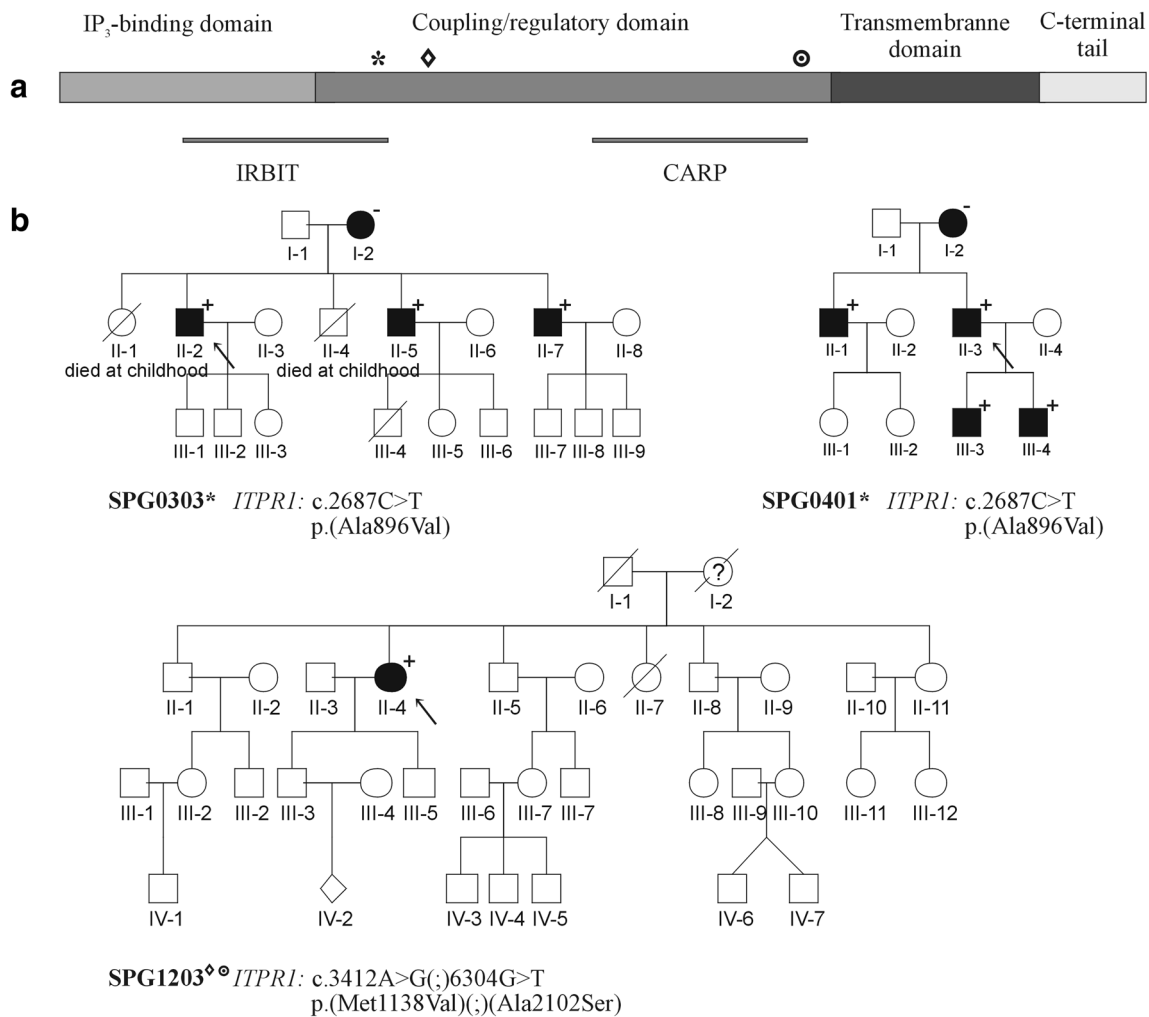 IP3-binding domain
Coupling/regulatory domain
Transmembranne domain
C-terminal tail
*
a
IRBIT
CARP
b
-
I-1
I-2
+
+
+
II-1
II-2
II-3
II-4
II-5
II-6
II-7
II-8
died at childhood
died at childhood
III-1
III-2
III-3
III-4
III-5
III-6
III-7
III-8
III-9
SPG0303* ITPR1: c.2687C>T
p.(Ala896Val)
-
I-1
I-2
+
+
II-1
II-2
II-3
II-4
+
+
III-1
III-2
III-3
III-4
SPG0401* ITPR1: c.2687C>T
p.(Ala896Val)
?
I-1
I-2
+
II-1
II-2
II-3
II-4
II-5
II-6
II-7
II-8
II-9
II-10
II-11
III-1
III-2
III-2
III-3
III-4
III-5
III-6
III-7
III-7
III-8
III-9
III-10
III-11
III-12
IV-1
IV-2
IV-3
IV-4
IV-5
IV-6
IV-7
SPG1203◊⊙ ITPR1: c.3412A>G(;)6304G>T
p.(Met1138Val)(;)(Ala2102Ser)